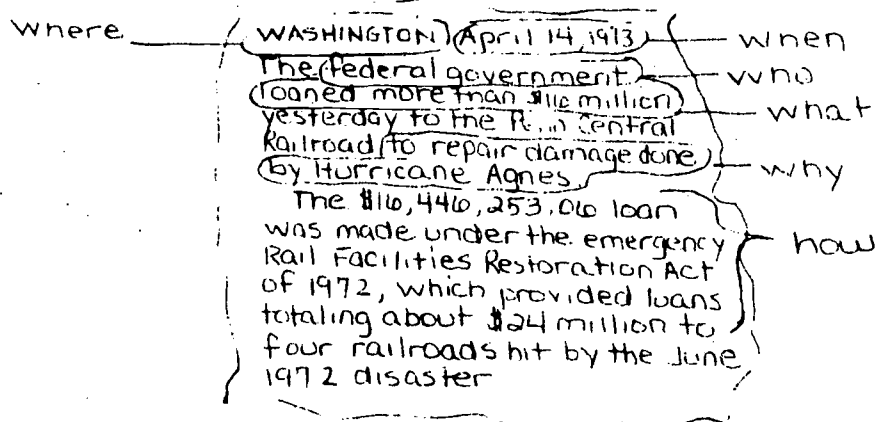 where
WASHINGTON) April 14, 1973
when
The federal government
who
loaned more than $16 million
what
yesterday to the Central
Railroad to repair damage done
by Hurricane Agnes
why
The $16,446,253.06 loan
was made under the emergency
how
Rail Facilities Restoration Act
of 1972, which provided loans
totaling about $24 million to
four railroads hit by the June
1972 disaster